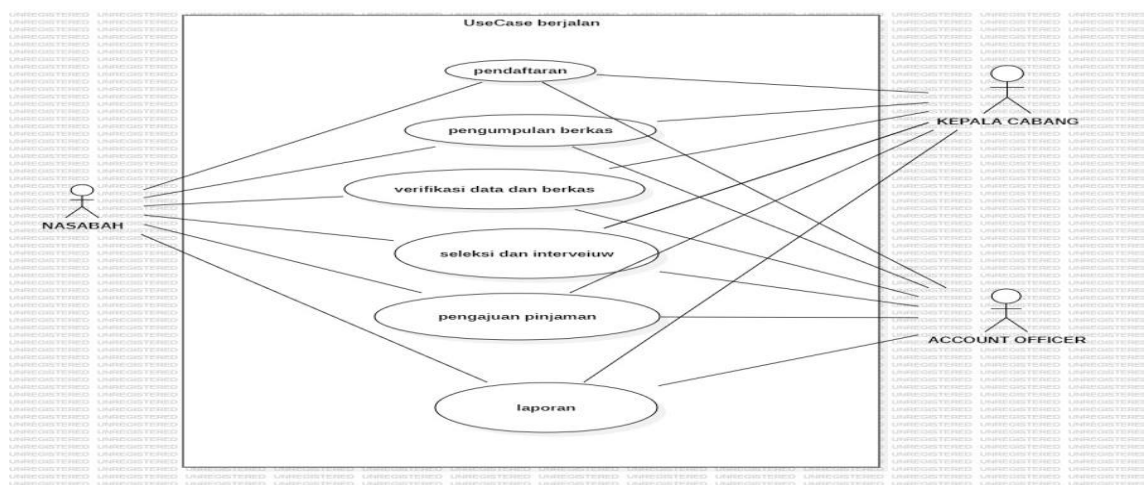 UseCase berjalan
pendaftaran
KEPALA CABANG
pengumpulan berkas
verifikasi data dan berkas
NASABAH
seleksi dan interveiuw
pengajuan pinjaman
ACCOUNT OFFICER
laporan
UNREGISTERED